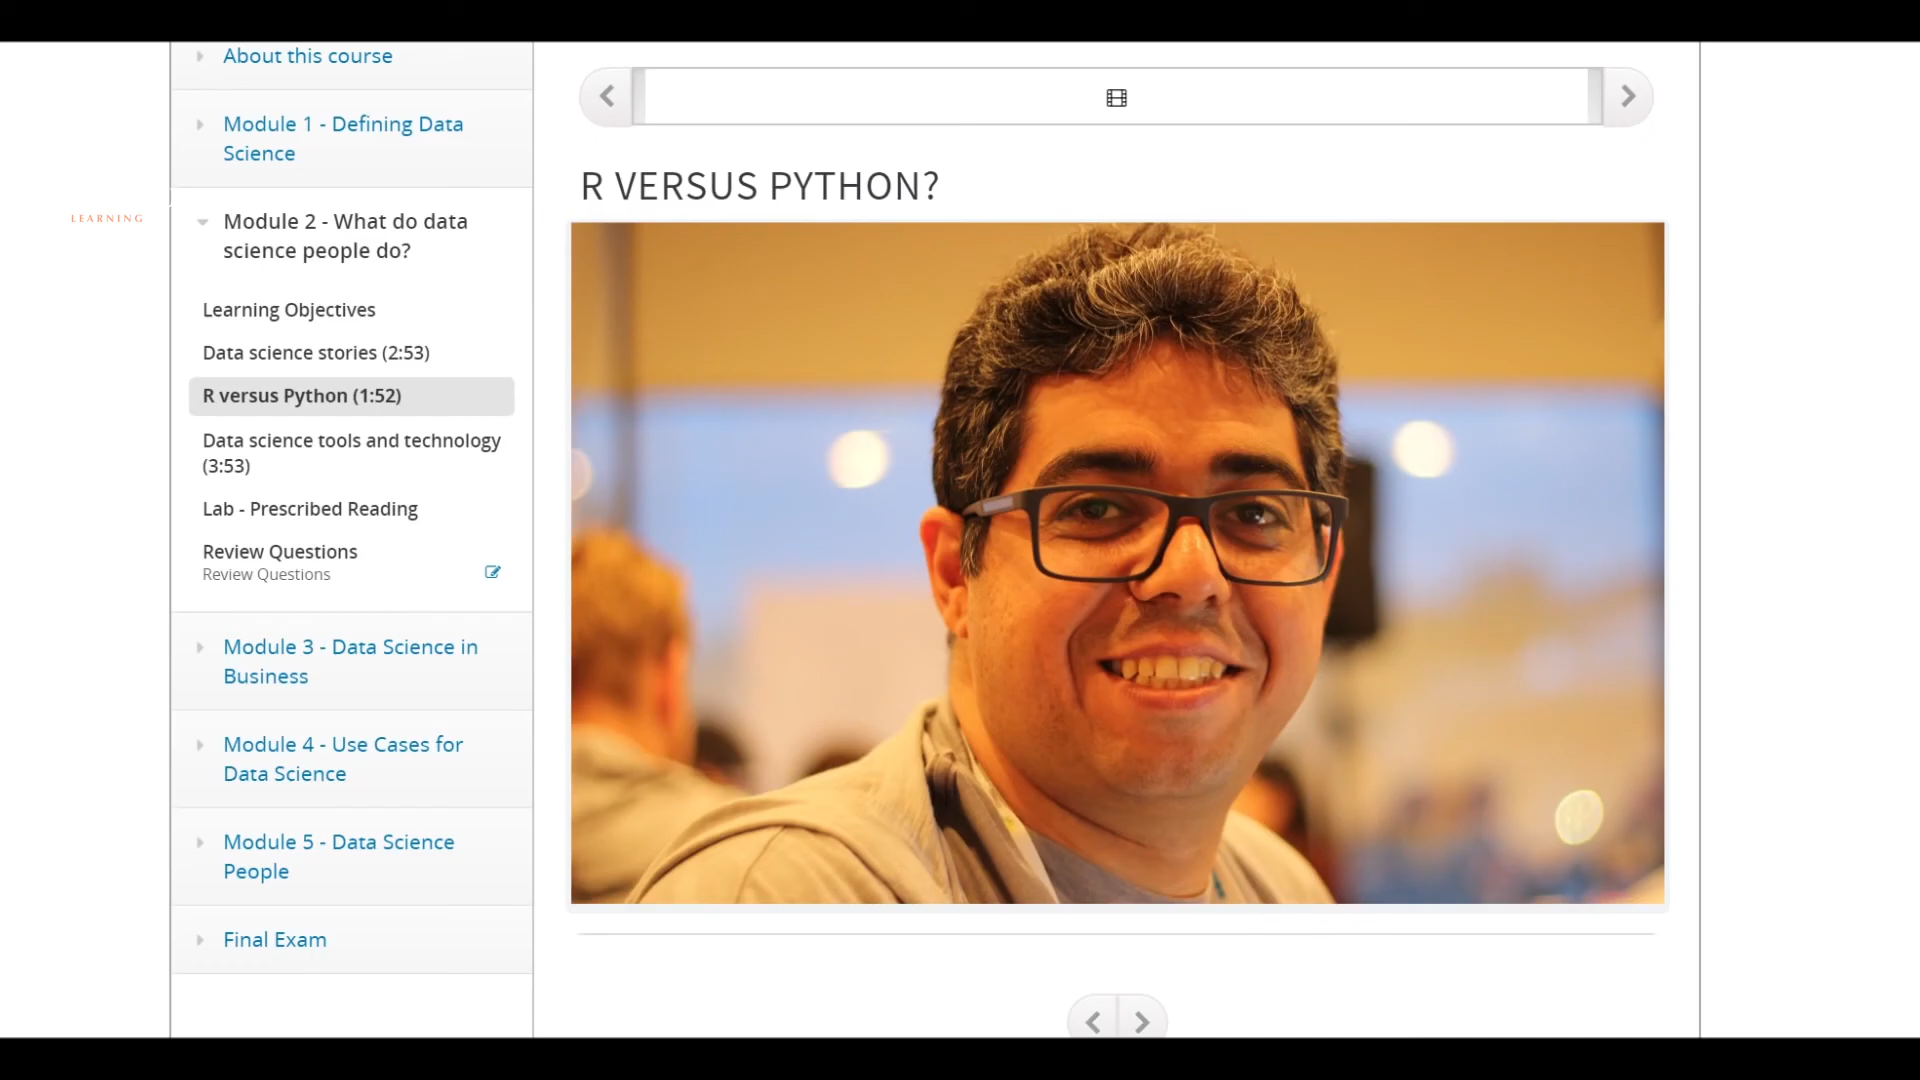 About this course
Module 1 - Defining Data
Science
LEARNING
Module 2 - What do data
science people do?
Learning Objectives
Data science stories (2:53)
R versus Python (1:52)
Data science tools and technology
(3:53)
Lab - Prescribed Reading
Review Questions
Review Questions
Module 3 - Data Science in
Business
Module 4 - Use Cases for
Data Science
Module 5 - Data Science
People
Final Exam
R VERSUS PYTHON?